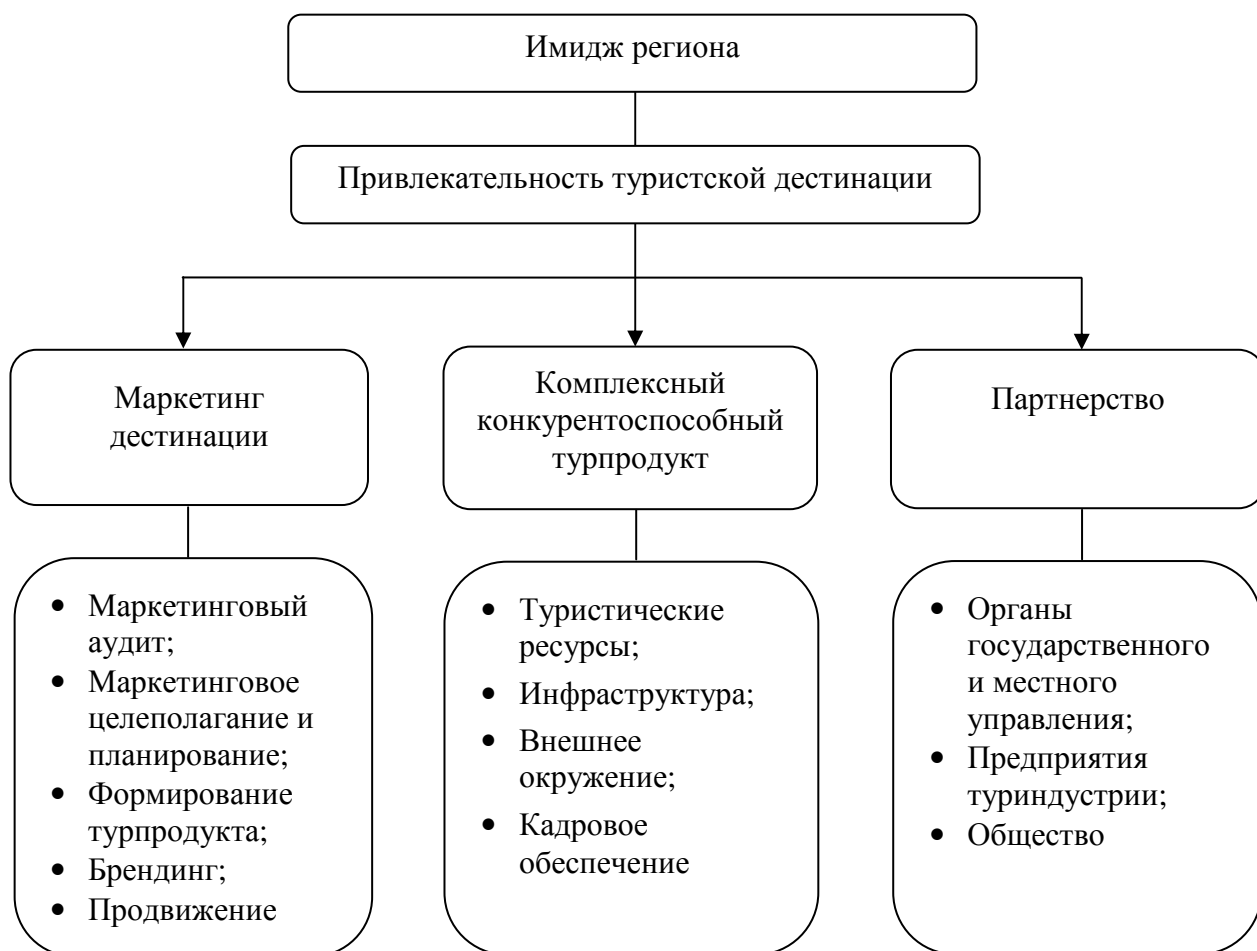 Имидж региона
Привлекательность туристской дестинации
Маркетинг
дестинации
Комплексный
конкурентоспособный
турпродукт
Партнерство
• Маркетинговый
аудит;
• Маркетинговое
целеполагание и
планирование;
• Формирование
турпродукта;
• Брендинг;
• Продвижение
• Туристические
ресурсы;
• Инфраструктура;
• Внешнее
окружение;
• Кадровое
обеспечение
• Органы
государственного
и местного
управления;
• Предприятия
туриндустрии;
• Общество